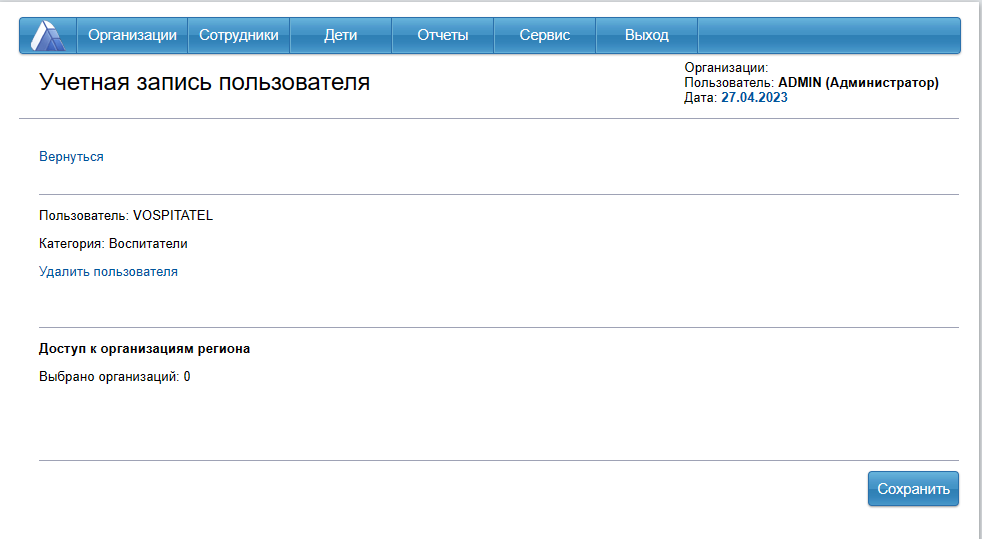 Организации Сотрудники Дети Отчеты Сервис Выход
Учетная запись пользователя
Организации:
Пользователь: ADMIN (Администратор)
Дата: 27.04.2023
Вернуться
Пользователь: VOSPITATEL
Категория: Воспитатели
Удалить пользователя
Доступ к организациям региона
Выбрано организаций: 0
Сохранить